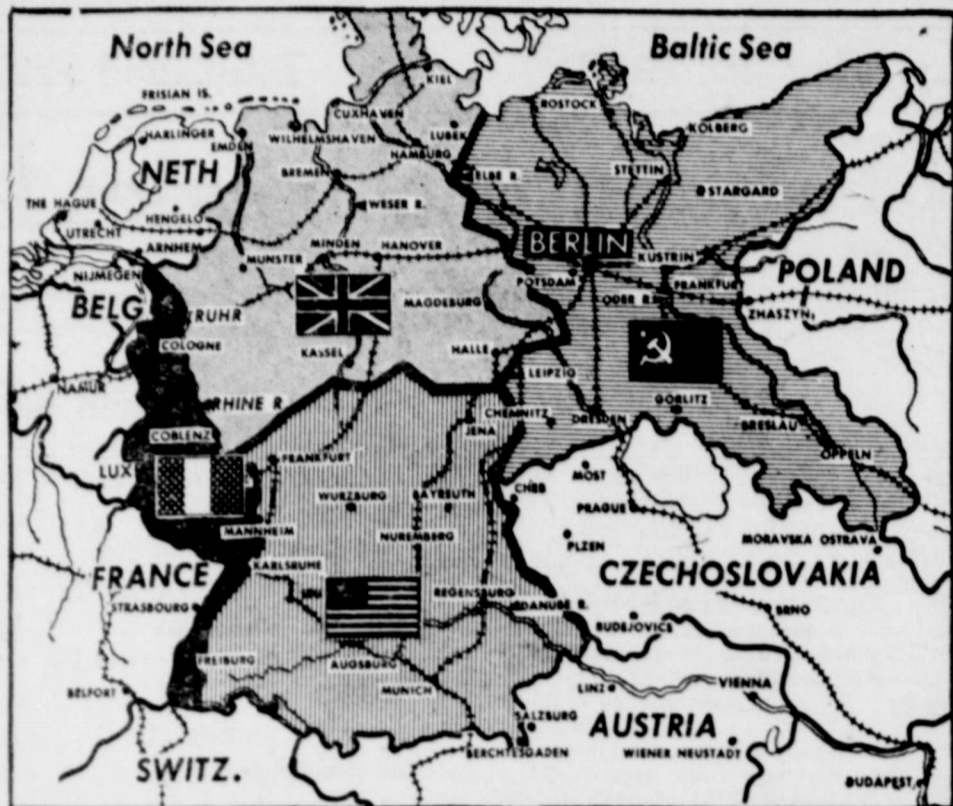 North Sea
Baltic Sea
KIEL
FRISIAN IS.
CUXHAVEN
ROSTOCK
HARLINGER
EMDEN
WILHELMSHAVEN
LUBEK
KOLBERG
HAMBURG
NETH
BREMEN
ELBE R.
STETTIN
STARGARD
THE HAGUE
HENGELO
WESER R.
UTRECHT
ARNHEM
MINDEN
HANOVER
BERLIN
KUSTRIN
NIJMEGEN
MUNSTER
POTSDAM
FRANKFURT
POLAND
BELG
MAGDEBURG
ODER R.
ZHASZYN,
RUHR
COLOGNE
KASSEL
HALLE
LEIPZIG
NAMUR
RHINE R
CHEMNITZ
DRESDEN
GORLITZ
BRESLAU
COBLENZ
JENA
OPPELN
LUX
FRANKFURT
MOST
WURZBURG
BAYREUTH
CHEB
PRAGUE
MANNHEIM
NUREMBERG
PLZEN
MORAVSKA OSTRAVA
FRANCE
KARLSRUHE
CZECHOSLOVAKIA
STRASBOURG
REGENSBURG
DANUBE R.
BRNO
BUDEJOVICE
FREIBURG
AUGSBURG
BELFORT
MUNICH
LINZ
VIENNA
SALZBURG
AUSTRIA
SWITZ.
BERCHTESGADEN
WIENER NEUSTADT
BUDAPEST,